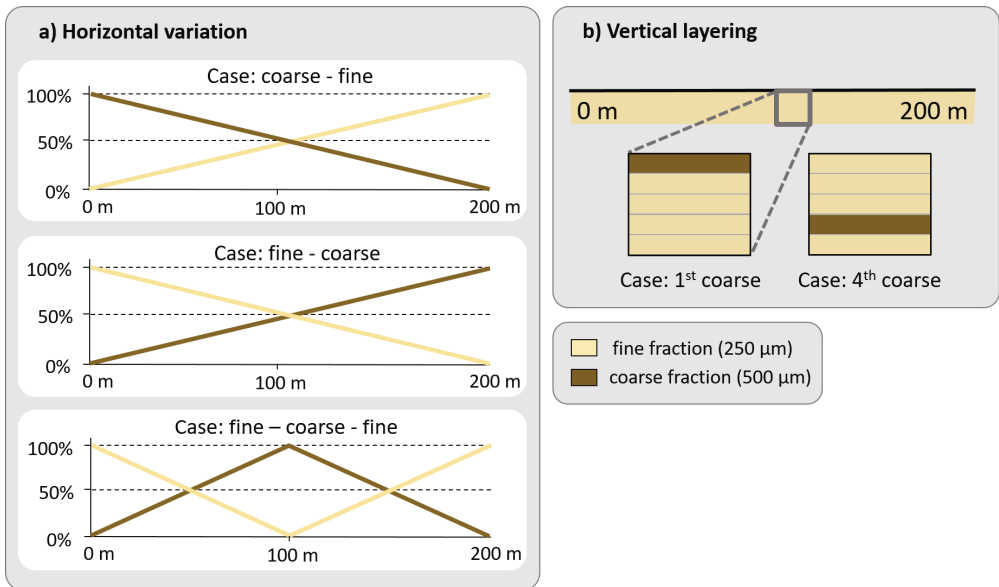 a) Horizontal variation
Case: coarse - fine
100%
50%
0%
0 m
100 m
200 m
Case: fine - coarse
100%
50%
0%
0 m
100 m
200 m
Case: fine – coarse - fine
100%
50%
0%
0 m
100 m
200 m
b) Vertical layering
0 m
200 m
Case: 1st coarse
Case: 4th coarse
fine fraction (250 µm)
coarse fraction (500 µm)